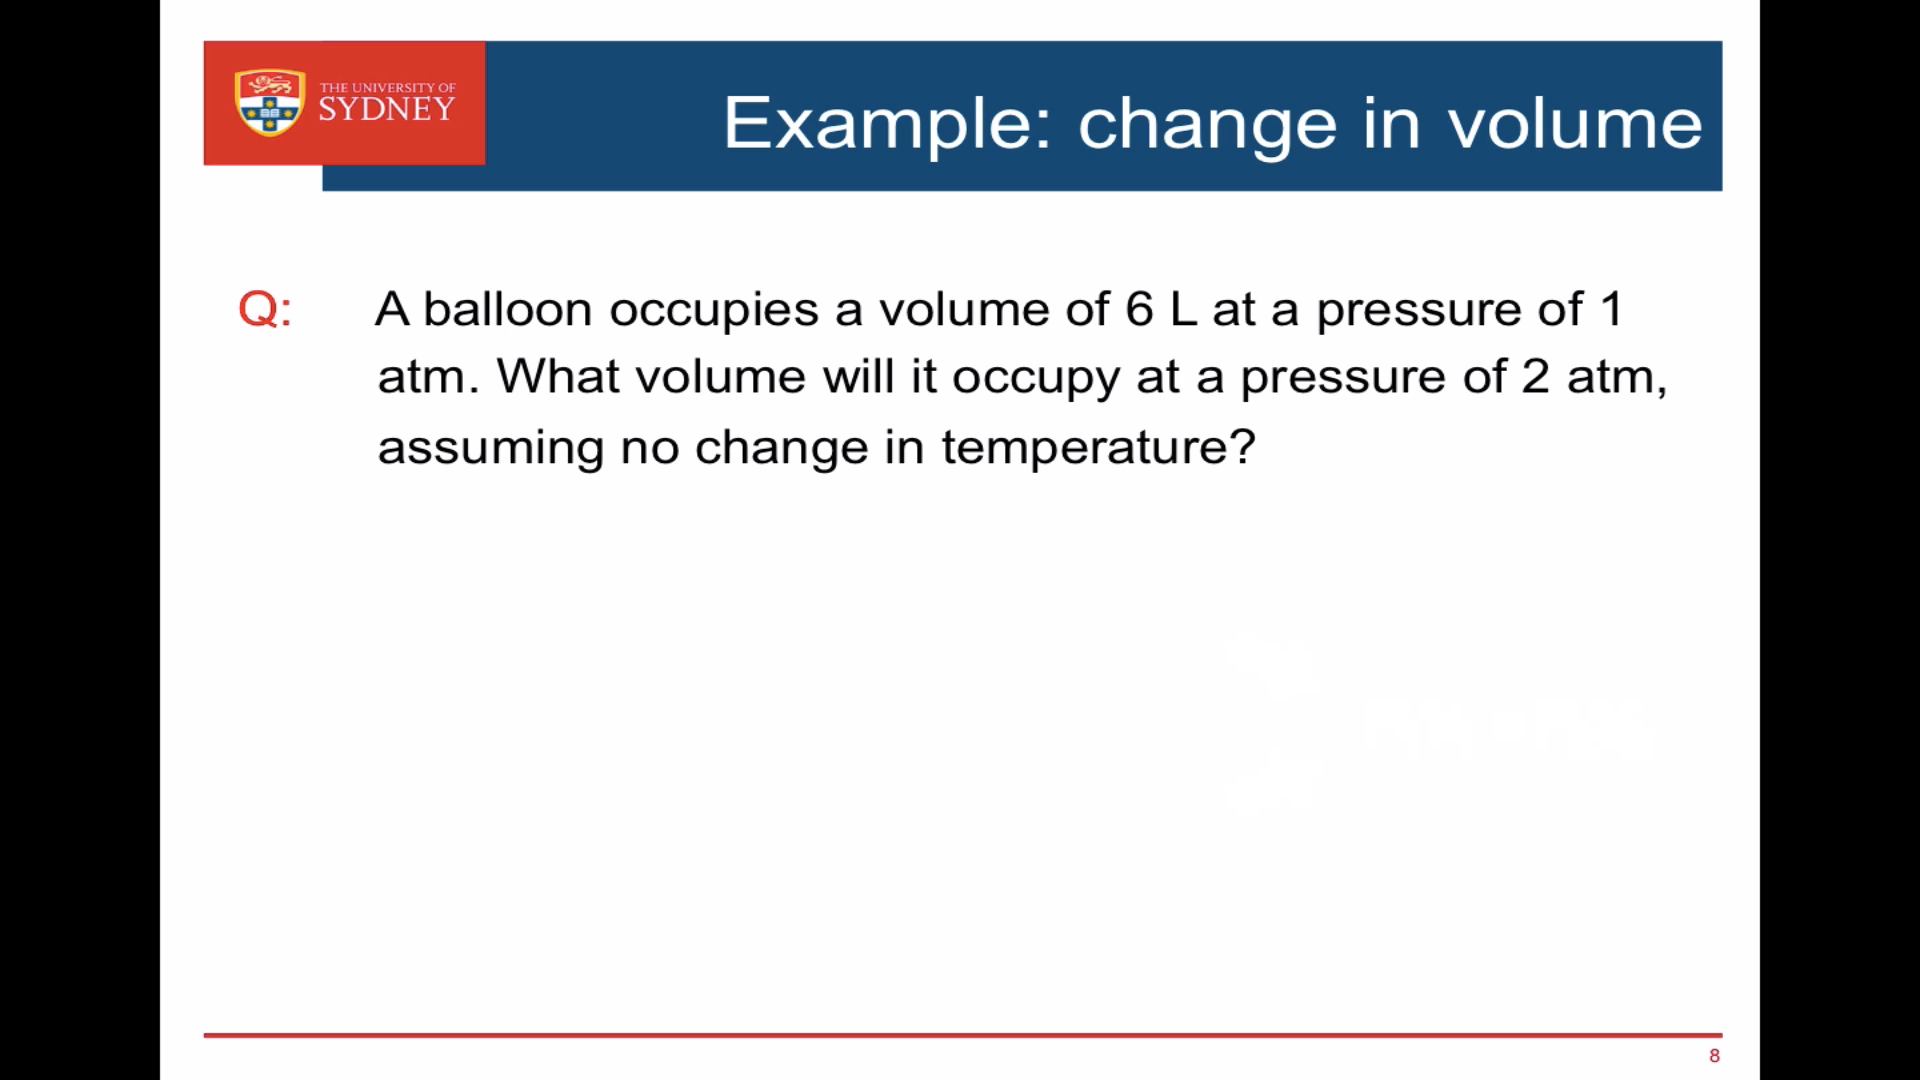 THE UNIVERSITY OF
SYDNEY
Example: change in volume
Q: A balloon occupies a volume of 6 L at a pressure of 1
atm. What volume will it occupy at a pressure of 2 atm,
assuming no change in temperature?
8